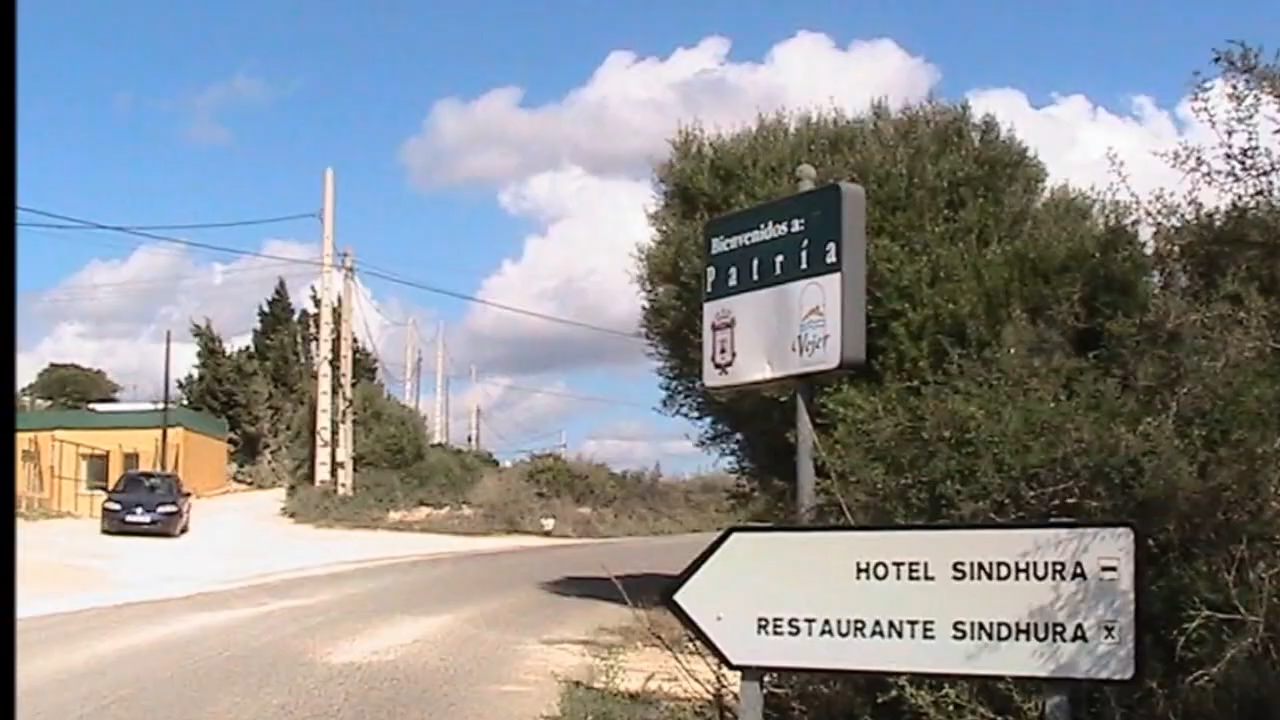 Bienvenidos a:
Patría
Vejer
HOTEL SINDHURA
RESTAURANTE SINDHURA